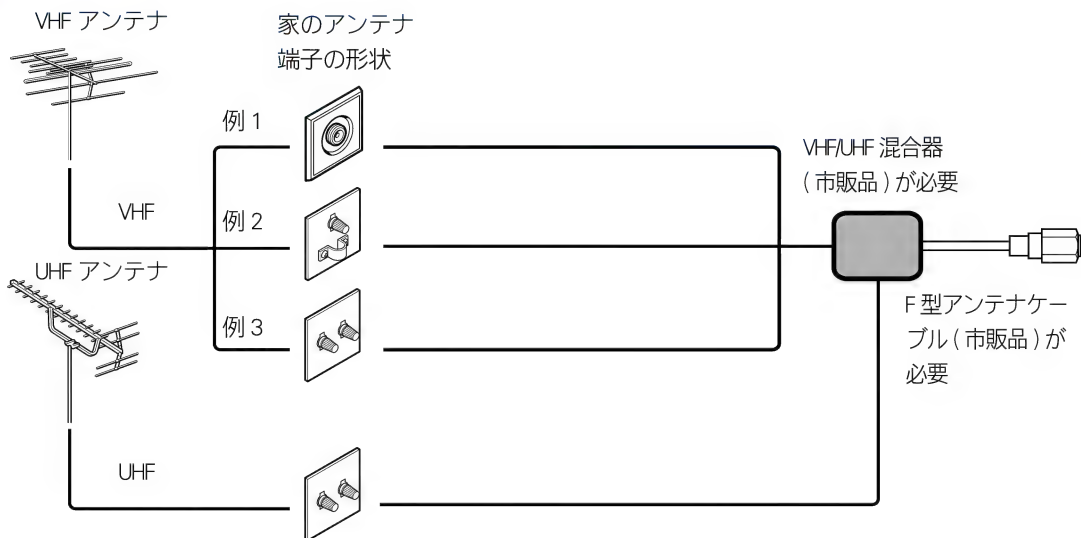 VHF アンテナ
家のアンテナ
端子の形状
例 1
VHF/UHF 混合器
( 市販品 ) が必要
VHF
例 2
UHF アンテナ
例 3
F 型アンテナケー
ブル ( 市販品 ) が
必要
UHF